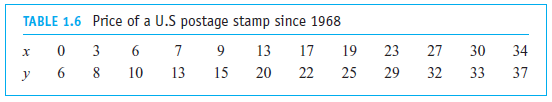 TABLE 1.6 Price of a U.S postage stamp since 1968
x 0 3 6 7 9 13 17 19 23 27 30 34
y 6 8 10 13 15 20 22 25 29 32 33 37